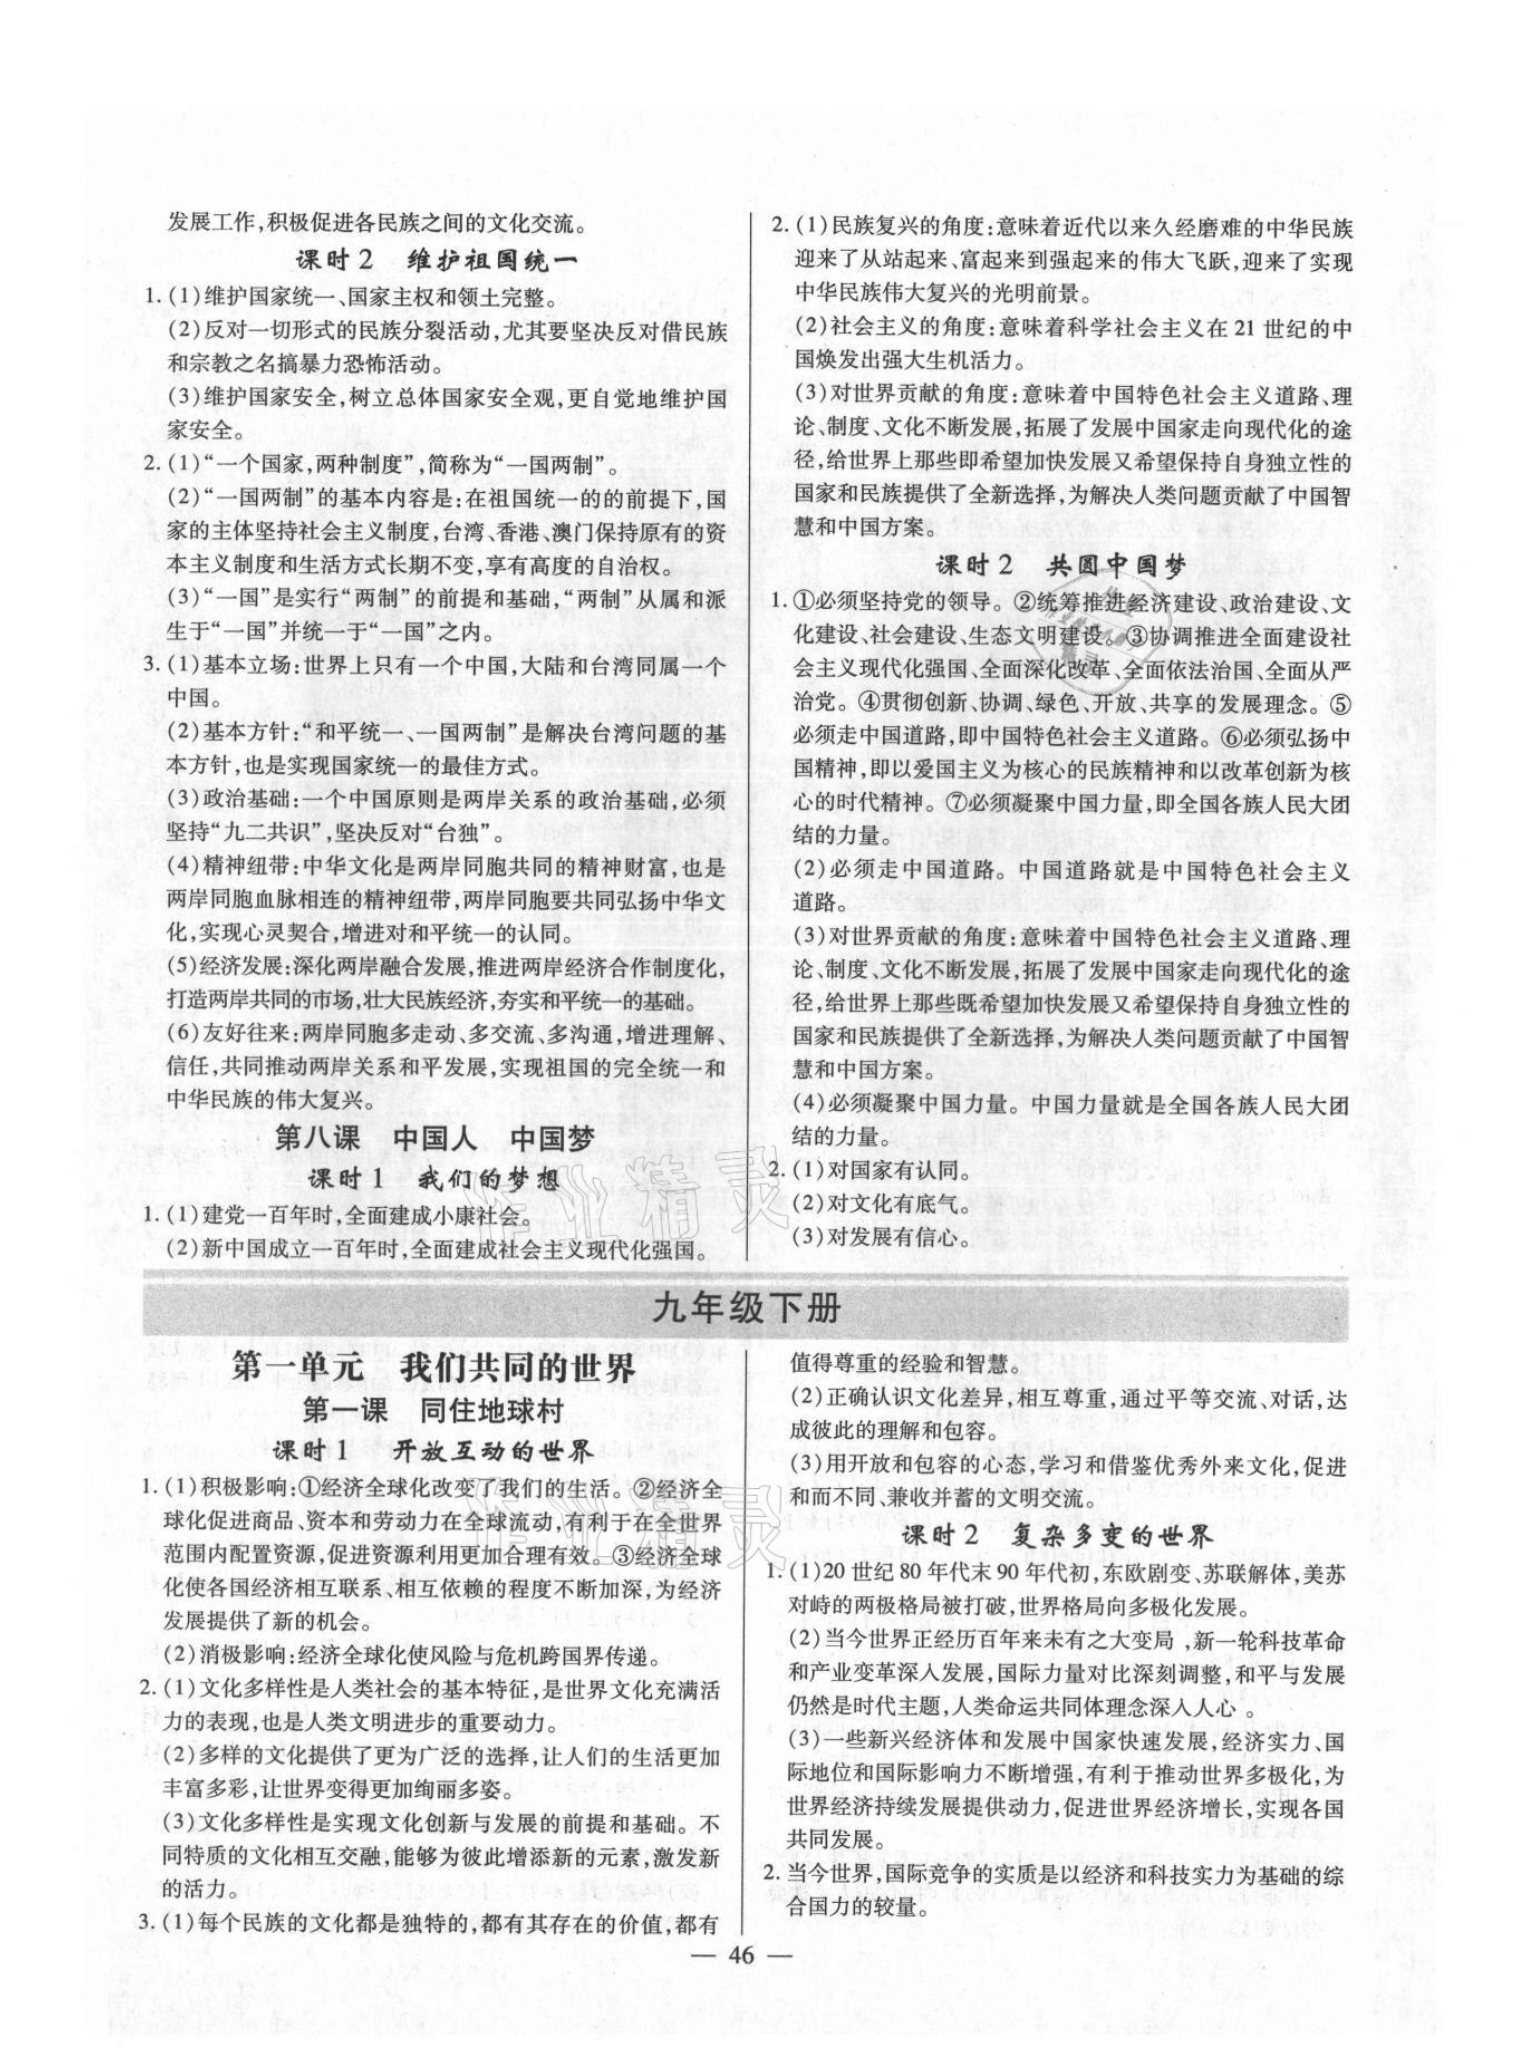 发展工作,积极促进各民族之间的文化交流。
课时2 维护祖国统一
1. (1)维护国家统一、国家主权和领土完整。
(2)反对一切形式的民族分裂活动,尤其要坚决反对借民族
和宗教之名搞暴力恐怖活动。
(3)维护国家安全,树立总体国家安全观,更自觉地维护国
家安全。
2. (1)“一个国家,两种制度”,简称为“一国两制”。
(2)“一国两制”的基本内容是:在祖国统一的的前提下,国
家的主体坚持社会主义制度,台湾、香港、澳门保持原有的资
本主义制度和生活方式长期不变,享有高度的自治权。
(3)“一国”是实行“两制”的前提和基础,“两制”从属和派
生于“一国”并统一于“一国”之内。
3. (1)基本立场:世界上只有一个中国,大陆和台湾同属一个
中国。
(2)基本方针:“和平统一、一国两制”是解决台湾问题的基
本方针,也是实现国家统一的最佳方式。
(3)政治基础:一个中国原则是两岸关系的政治基础,必须
坚持“九二共识”,坚决反对“台独”。
(4)精神纽带:中华文化是两岸同胞共同的精神财富,也是
两岸同胞血脉相连的精神纽带,两岸同胞要共同弘扬中华文
化,实现心灵契合,增进对和平统一的认同。
(5)经济发展:深化两岸融合发展,推进两岸经济合作制度化,
打造两岸共同的市场,壮大民族经济,夯实和平统一的基础。
(6)友好往来:两岸同胞多走动、多交流、多沟通,增进理解、
信任,共同推动两岸关系和平发展,实现祖国的完全统一和
中华民族的伟大复兴。
第八课 中国人 中国梦
课时1 我们的梦想
1. (1)建党一百年时,全面建成小康社会。
(2)新中国成立一百年时,全面建成社会主义现代化强国。
2. (1)民族复兴的角度:意味着近代以来久经磨难的中华民族
迎来了从站起来、富起来到强起来的伟大飞跃,迎来了实现
中华民族伟大复兴的光明前景。
(2)社会主义的角度:意味着科学社会主义在21世纪的中
国焕发出强大生机活力。
(3)对世界贡献的角度:意味着中国特色社会主义道路、理
论、制度、文化不断发展,拓展了发展中国家走向现代化的途
径,给世界上那些即希望加快发展又希望保持自身独立性的
国家和民族提供了全新选择,为解决人类问题贡献了中国智
慧和中国方案。
课时2 共圆中国梦
1. ①必须坚持党的领导。②统筹推进经济建设、政治建设、文
化建设、社会建设、生态文明建设。③协调推进全面建设社
会主义现代化强国、全面深化改革、全面依法治国、全面从严
治党。④贯彻创新、协调、绿色、开放、共享的发展理念。⑤
必须走中国道路,即中国特色社会主义道路。⑥必须弘扬中
国精神,即以爱国主义为核心的民族精神和以改革创新为核
心的时代精神。⑦必须凝聚中国力量,即全国各族人民大团
结的力量。
(2)必须走中国道路。中国道路就是中国特色社会主义
道路。
(3)对世界贡献的角度:意味着中国特色社会主义道路、理
论、制度、文化不断发展,拓展了发展中国家走向现代化的途
径,给世界上那些既希望加快发展又希望保持自身独立性的
国家和民族提供了全新选择,为解决人类问题贡献了中国智
慧和中国方案。
(4)必须凝聚中国力量。中国力量就是全国各族人民大团
结的力量。
2. (1)对国家有认同。
(2)对文化有底气。
(3)对发展有信心。
作业精灵
九年级下册
第一单元 我们共同的世界
第一课 同住地球村
课时1 开放互动的世界
1. (1)积极影响:①经济全球化改变了我们的生活。②经济全
球化促进商品、资本和劳动力在全球流动,有利于在全世界
范围内配置资源,促进资源利用更加合理有效。③经济全球
化使各国经济相互联系、相互依赖的程度不断加深,为经济
发展提供了新的机会。
(2)消极影响:经济全球化使风险与危机跨国界传递。
2. (1)文化多样性是人类社会的基本特征,是世界文化充满活
力的表现,也是人类文明进步的重要动力。
(2)多样的文化提供了更为广泛的选择,让人们的生活更加
丰富多彩,让世界变得更加绚丽多姿。
(3)文化多样性是实现文化创新与发展的前提和基础。不
同特质的文化相互交融,能够为彼此增添新的元素,激发新
的活力。
3. (1)每个民族的文化都是独特的,都有其存在的价值,都有
值得尊重的经验和智慧。
(2)正确认识文化差异,相互尊重,通过平等交流、对话,达
成彼此的理解和包容。
(3)用开放和包容的心态,学习和借鉴优秀外来文化,促进
和而不同、兼收并蓄的文明交流。
课时2 复杂多变的世界
1. (1)20世纪80年代末90年代初,东欧剧变、苏联解体,美苏
对峙的两极格局被打破,世界格局向多极化发展。
(2)当今世界正经历百年来未有之大变局 ,新一轮科技革命
和产业变革深入发展,国际力量对比深刻调整,和平与发展
仍然是时代主题,人类命运共同体理念深入人心 。
(3)一些新兴经济体和发展中国家快速发展,经济实力、国
际地位和国际影响力不断增强,有利于推动世界多极化,为
世界经济持续发展提供动力,促进世界经济增长,实现各国
共同发展。
2. 当今世界,国际竞争的实质是以经济和科技实力为基础的综
合国力的较量。
作业精灵
— 46 —